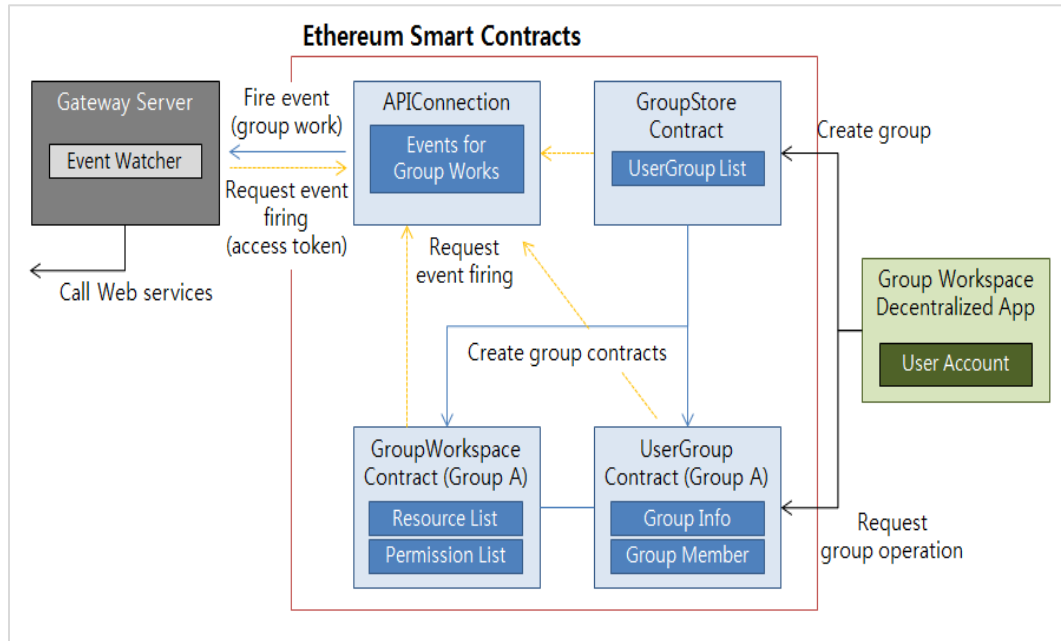 Ethereum Smart Contracts
Gateway Server
Event Watcher
Fire event
(group work)
Request event
firing
(access token)
Call Web services
APIConnection
Events for
Group Works
GroupStore
Contract
UserGroup List
Create group
Request
event firing
Group Workspace
Decentralized App
User Account
Create group contracts
GroupWorkspace
Contract (Group A)
Resource List
Permission List
UserGroup
Contract (Group A)
Group Info
Group Member
Request
group operation